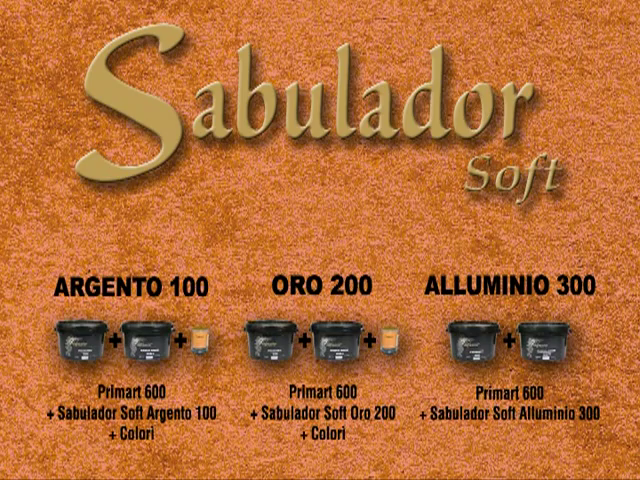 Sabulador
Soft
ARGENTO 100 ORO 200 ALLUMINIO 300
+ + + + +
Primart 600 Primart 600 Primart 600
+ Sabulador Soft Argento 100 + Sabulador Soft Oro 200 + Sabulador Soft Alluminio 300
+ Colori + Colori